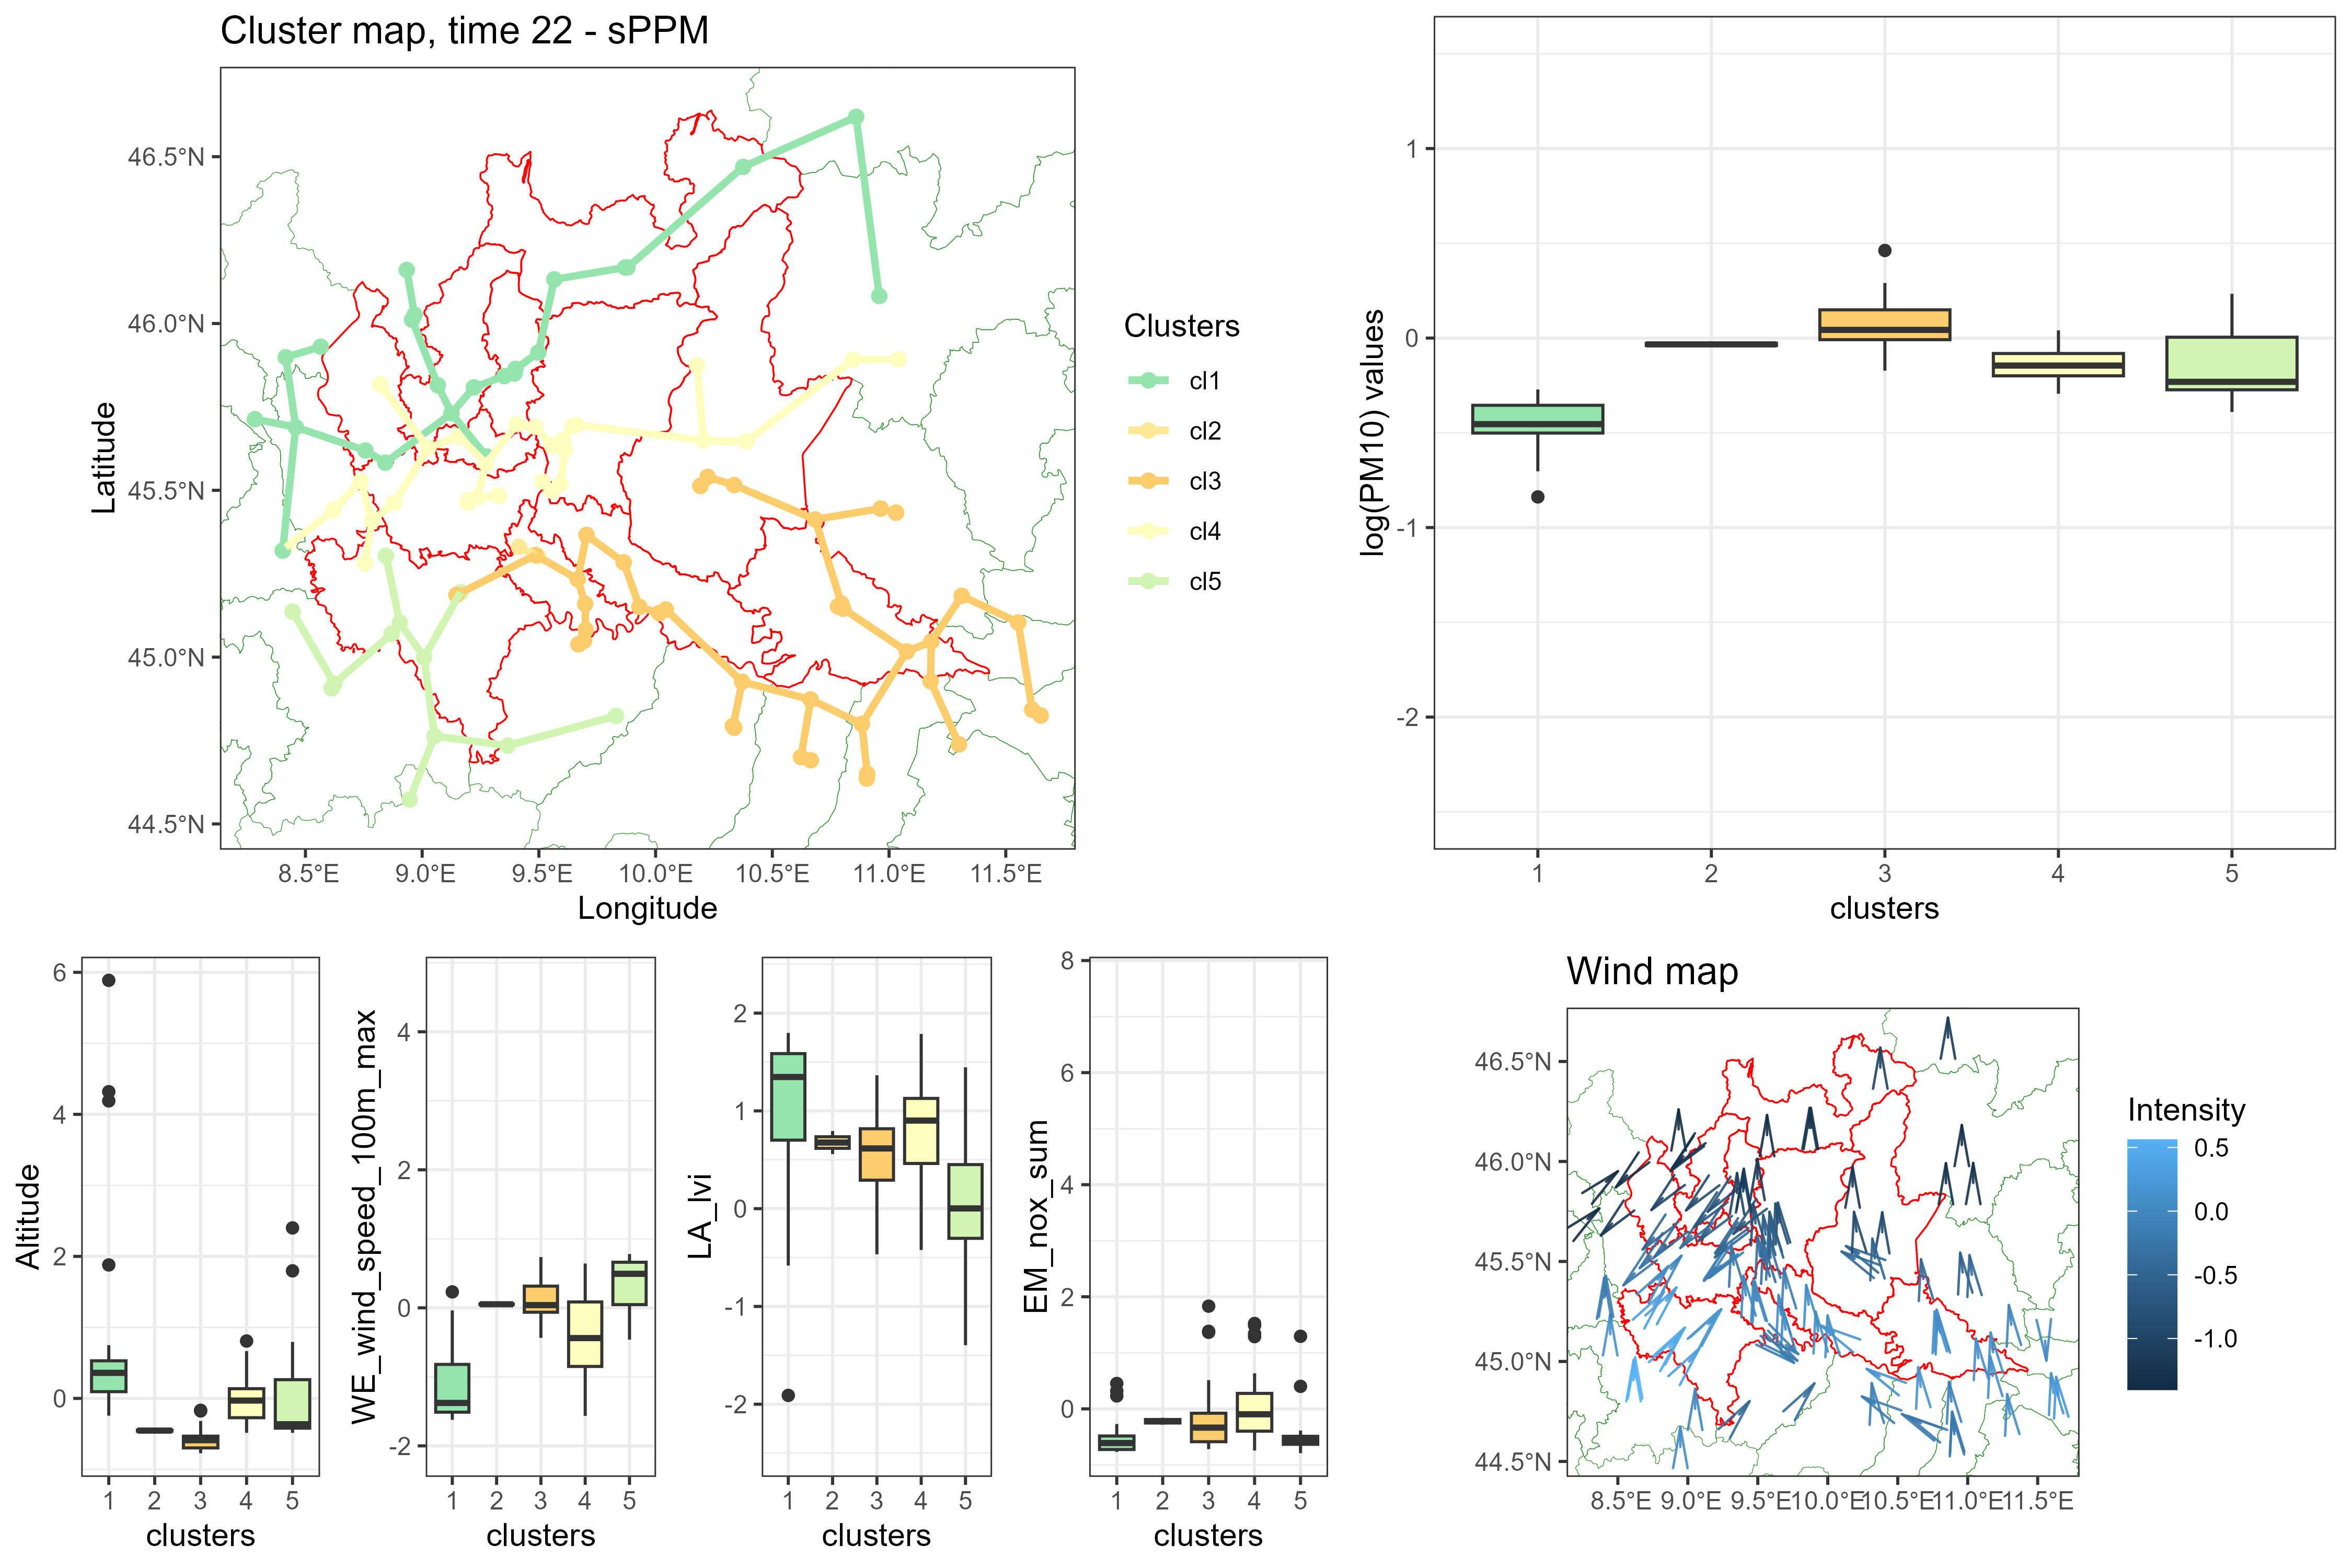 Cluster map, time 22 - sPPM
46.5°N
46.0°N
45.5°N
45.0°N
44.5°N
Latitude
8.5°E 9.0°E 9.5°E 10.0°E 10.5°E 11.0°E 11.5°E
Longitude
Clusters
cl1
cl2
cl3
cl4
cl5
log(PM10) values
1
0
-1
-2
1 2 3 4 5
clusters
Altitude
6
4
2
0
1 2 3 4 5
clusters
WE_wind_speed_100m_max
4
2
0
-2
1 2 3 4 5
clusters
LA_lvi
2
1
0
-1
-2
1 2 3 4 5
clusters
EM_nox_sum
8
6
4
2
0
1 2 3 4 5
clusters
Wind map
46.5°N
46.0°N
45.5°N
45.0°N
44.5°N
8.5°E 9.0°E 9.5°E 10.0°E 10.5°E 11.0°E 11.5°E
Intensity
0.5
0.0
-0.5
-1.0